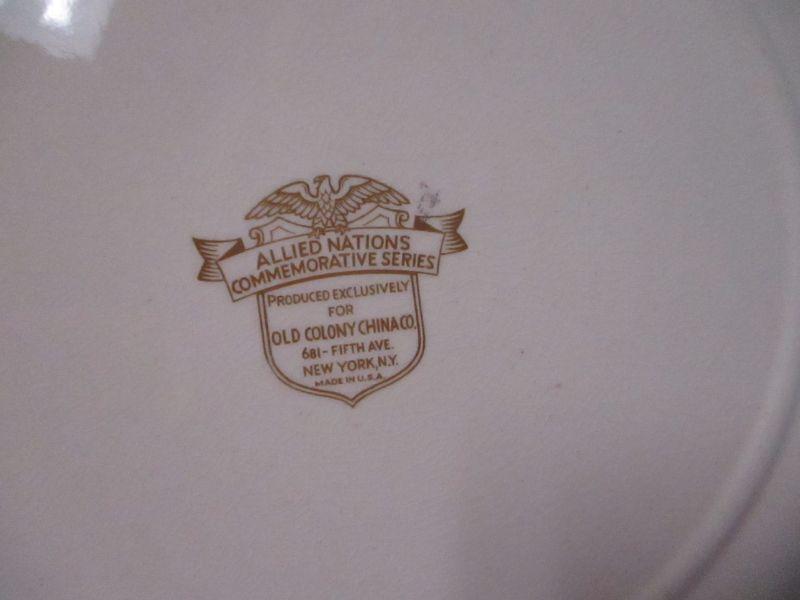 ALLIED NATIONS
COMMEMORATIVE SERIES
PRODUCED EXCLUSIVELY
FOR
OLD COLONY CHINA CO.
681-FIFTH AVE.
NEW YORK, N.Y.
MADE IN U.S.A.